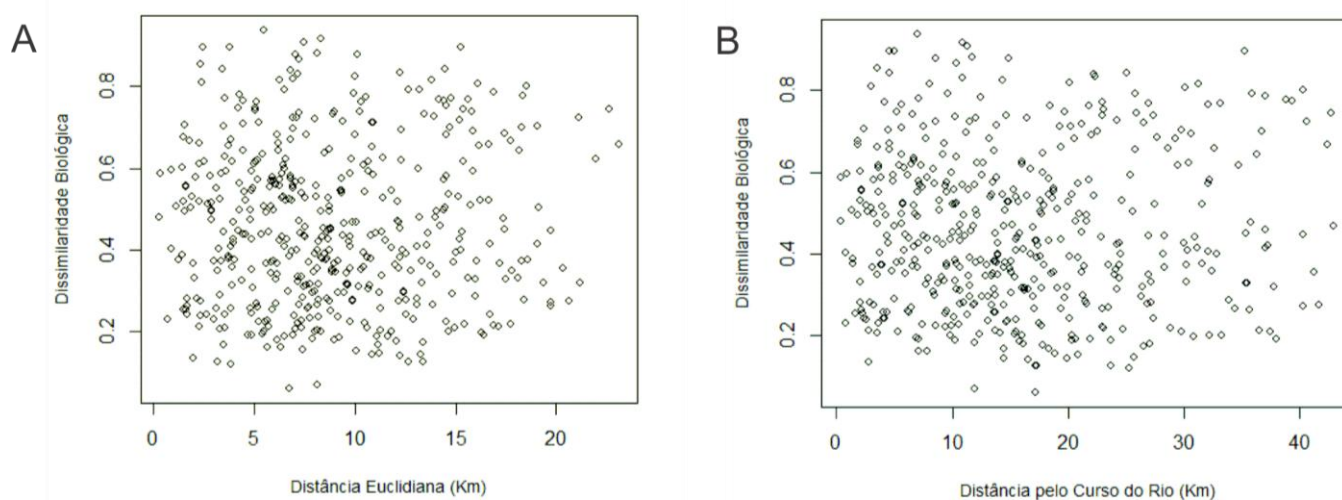 A
Dissimilaridade Biológica
0.8
0.6
0.4
0.2
0 5 10 15 20
Distância Euclidiana (Km)
B
Dissimilaridade Biológica
0.8
0.6
0.4
0.2
0 10 20 30 40
Distância pelo Curso do Rio (Km)